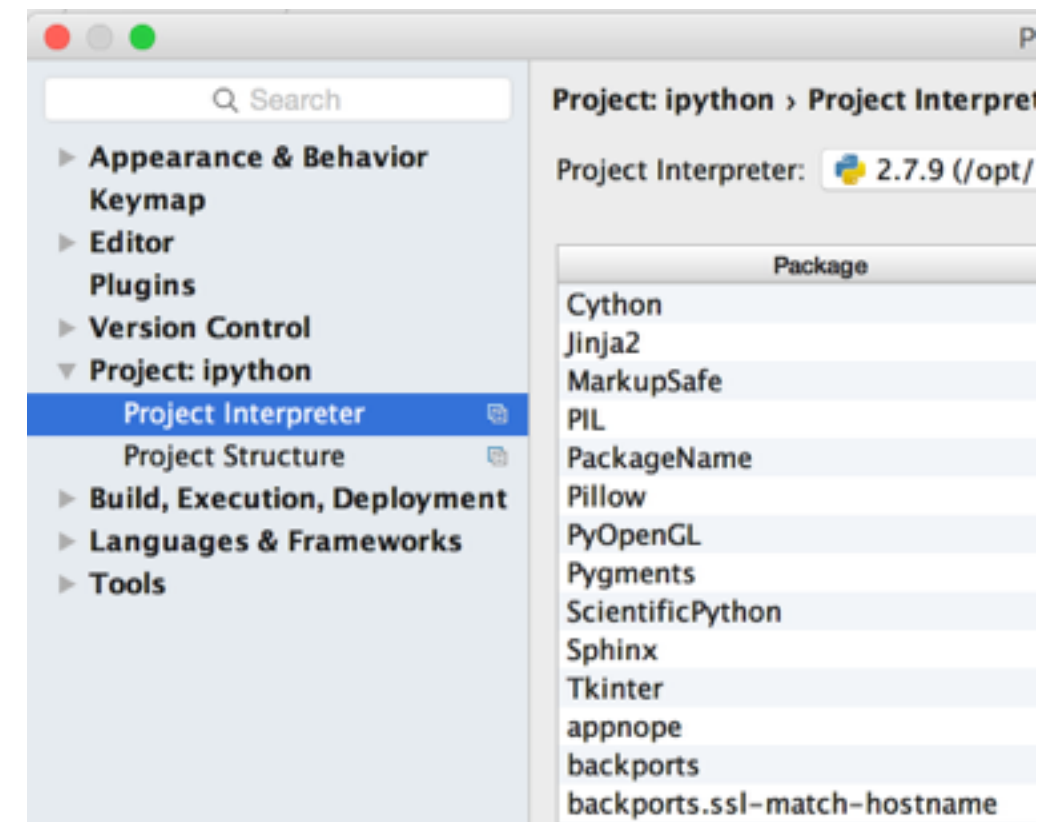 P
Search
Appearance & Behavior
Keymap
Editor
Plugins
Version Control
Project: ipython
Project Interpreter
Project Structure
Build, Execution, Deployment
Languages & Frameworks
Tools
Project: ipython › Project Interpret
Project Interpreter: 2.7.9 (/opt/
Package
Cython
Jinja2
MarkupSafe
PIL
PackageName
Pillow
PyOpenGL
Pygments
ScientificPython
Sphinx
Tkinter
appnope
backports
backports.ssl-match-hostname